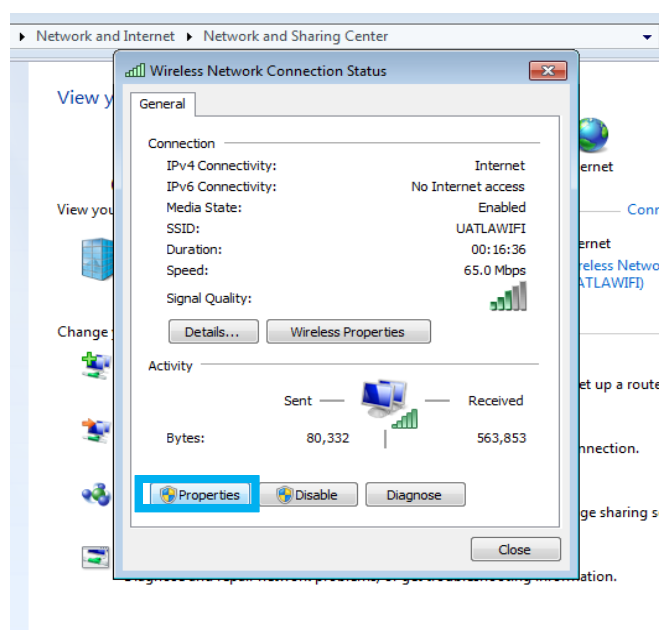 Network and Internet ▸ Network and Sharing Center
Wireless Network Connection Status
View y
General
Connection
IPv4 Connectivity: Internet
ernet
IPv6 Connectivity: No Internet access
View you
Media State: Enabled
Conn
SSID: UATLAWIFI
Duration: 00:16:36
ernet
Speed: 65.0 Mbps
reless Netwo
ATLAWIFI)
Signal Quality:
Details... Wireless Properties
Change
Activity
et up a route
Sent Received
Bytes: 80,332 563,853
nnection.
Properties Disable Diagnose
ge sharing s
Close
ation.